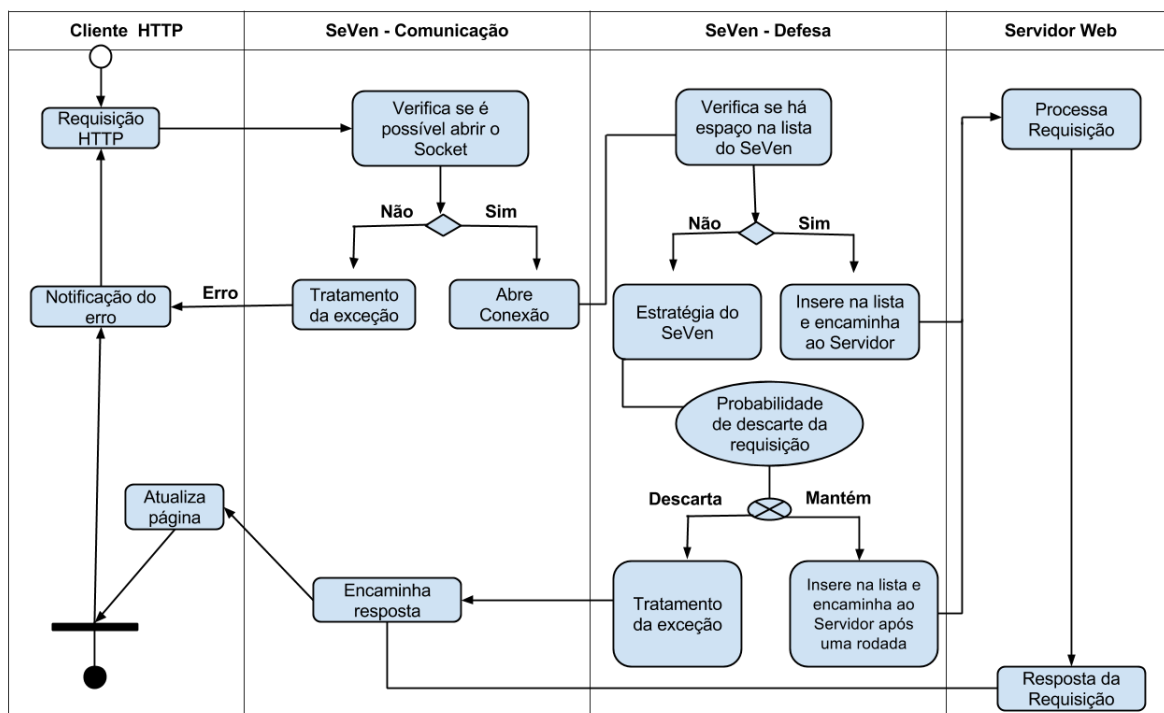 Cliente HTTP
SeVen - Comunicação
SeVen - Defesa
Servidor Web
Requisição
HTTP
Verifica se é
possível abrir o
Socket
Verifica se há
espaço na lista
do SeVen
Processa
Requisição
Não
Sim
Não
Sim
Notificação do
erro
Erro
Tratamento
da exceção
Abre
Conexão
Estratégia do
SeVen
Insere na lista
e encaminha
ao Servidor
Probabilidade
de descarte da
requisição
Atualiza
página
Descarta
Mantém
Encaminha
resposta
Tratamento
da exceção
Insere na lista e
encaminha ao
Servidor após
uma rodada
Resposta da
Requisição